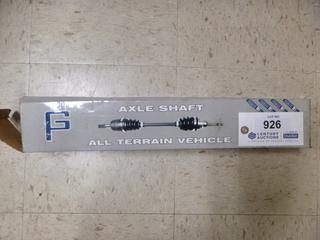 AXLE SHAFT
ALL TERRAIN VEHICLE
LOT NO.
926
CENTURY
AUCTIONS